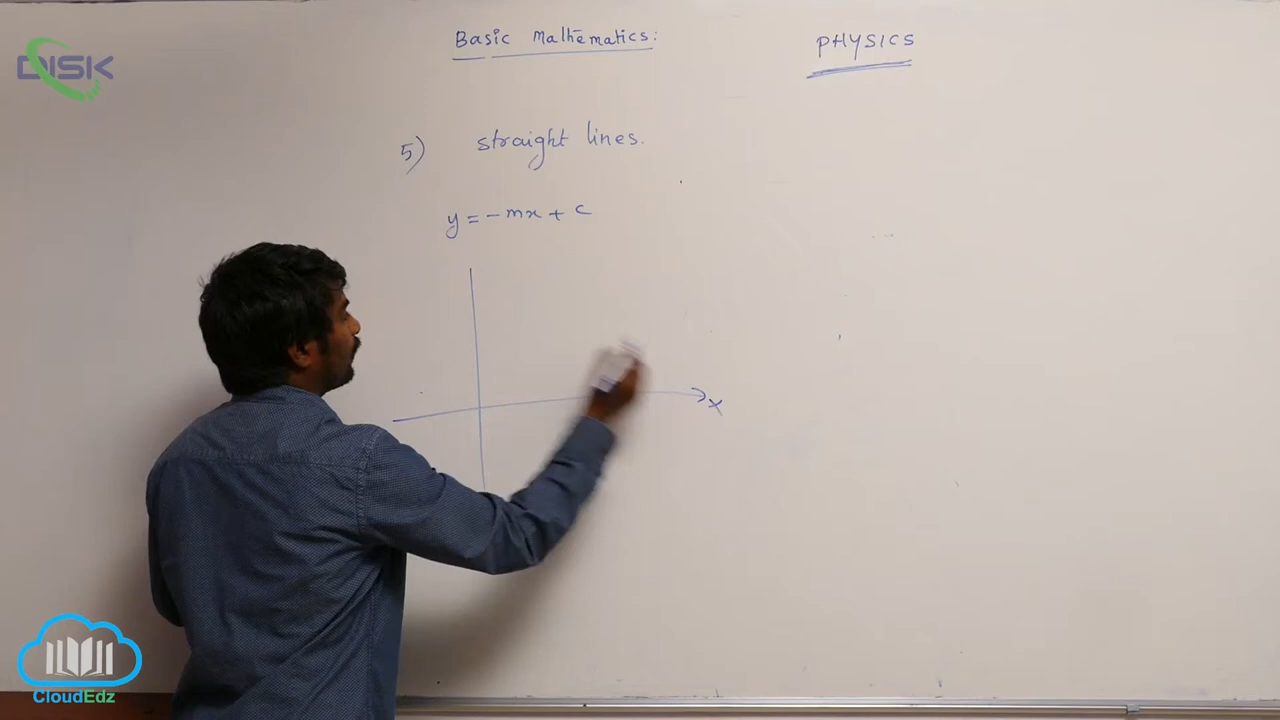 DISK
Basic Mathematics:
PHYSICS
5) straight lines.
y = -mx + c
x
CloudEdz